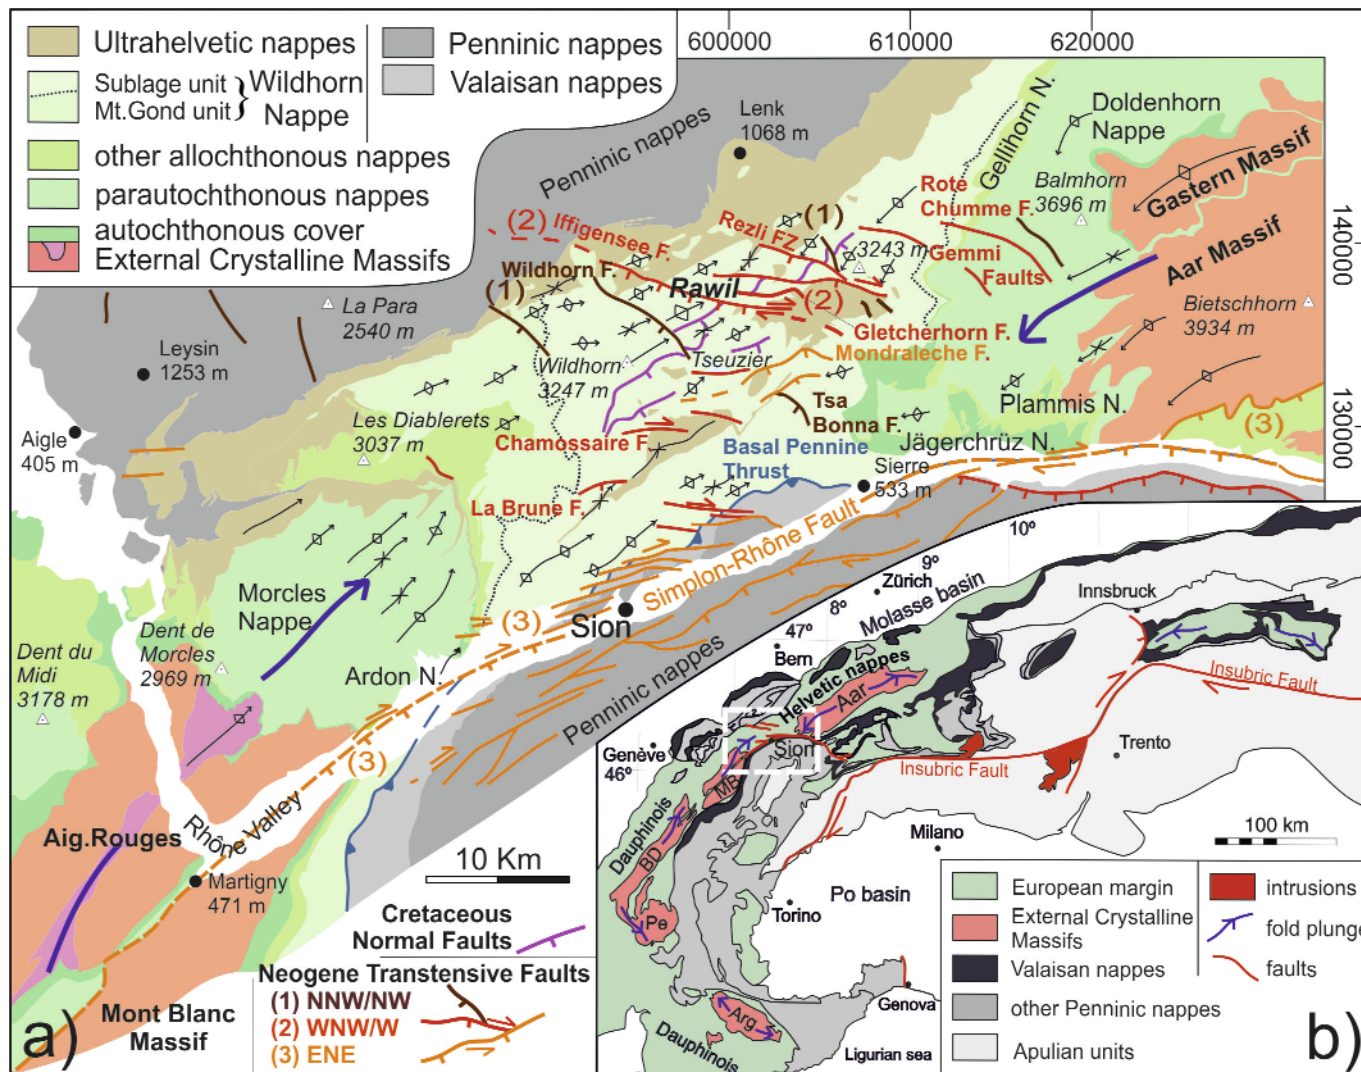 Ultrahelvetic nappes
Sublage unit
Mt.Gond unit
}
Wildhorn
Nappe
other allochthonous nappes
parautochthonous nappes
autochthonous cover
External Crystalline Massifs
Penninic nappes
Valaisan nappes
600000
610000
620000
140000
130000
Penninic nappes
Lenk
1068 m
Gellihorn N.
Doldenhorn
Nappe
Gastern Massif
Aar Massif
Balmhorn
3696 m
Rote
Chumme F.
Gemmi
Faults
3243 m
(1)
Rezli FZ
(2) Iffigensee F.
Wildhorn F.
(1)
Rawil
(2)
Gletcherhorn F.
Mondraleche F.
Bietschhorn
3934 m
La Para
2540 m
Leysin
1253 m
Wildhorn
3247 m
Tseuzier
Tsa
Bonna F.
Plammis N.
(3)
Aigle
405 m
Les Diablerets
3037 m
Chamossaire F.
Basal Pennine
Thrust
Jägerchrüz N.
Sierre
533 m
La Brune F.
Simplon-Rhône Fault
Morcles
Nappe
(3)
Sion
Dent de
Morcles
2969 m
Dent du
Midi
3178 m
Ardon N.
(3)
Penninic nappes
Rhône Valley
Aig.Rouges
Martigny
471 m
Mont Blanc
Massif
10 Km
Cretaceous
Normal Faults
Neogene Transtensive Faults
(1) NNW/NW
(2) WNW/W
(3) ENE
a)
10º
9º
8º
47º
46º
Zürich
Molasse basin
Bern
Innsbruck
Helvetic nappes
Aar
Insubric Fault
Genève
Sion
MB
Trento
Insubric Fault
Dauphinois
BD
Milano
100 km
Pe
Torino
Po basin
Genova
Arg
Dauphinois
Ligurian sea
European margin
External Crystalline
Massifs
Valaisan nappes
other Penninic nappes
Apulian units
intrusions
fold plunge
faults
b)